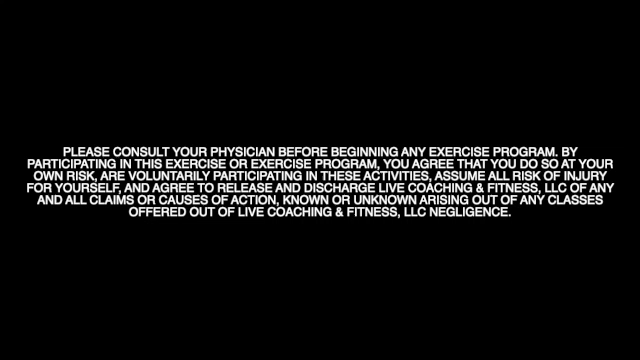 PLEASE CONSULT YOUR PHYSICIAN BEFORE BEGINNING ANY EXERCISE PROGRAM. BY
PARTICIPATING IN THIS EXERCISE OR EXERCISE PROGRAM, YOU AGREE THAT YOU DO SO AT YOUR
OWN RISK, ARE VOLUNTARILY PARTICIPATING IN THESE ACTIVITIES, ASSUME ALL RISK OF INJURY
FOR YOURSELF, AND AGREE TO RELEASE AND DISCHARGE LIVE COACHING & FITNESS, LLC OF ANY
AND ALL CLAIMS OR CAUSES OF ACTION, KNOWN OR UNKNOWN ARISING OUT OF ANY CLASSES
OFFERED OUT OF LIVE COACHING & FITNESS, LLC NEGLIGENCE.